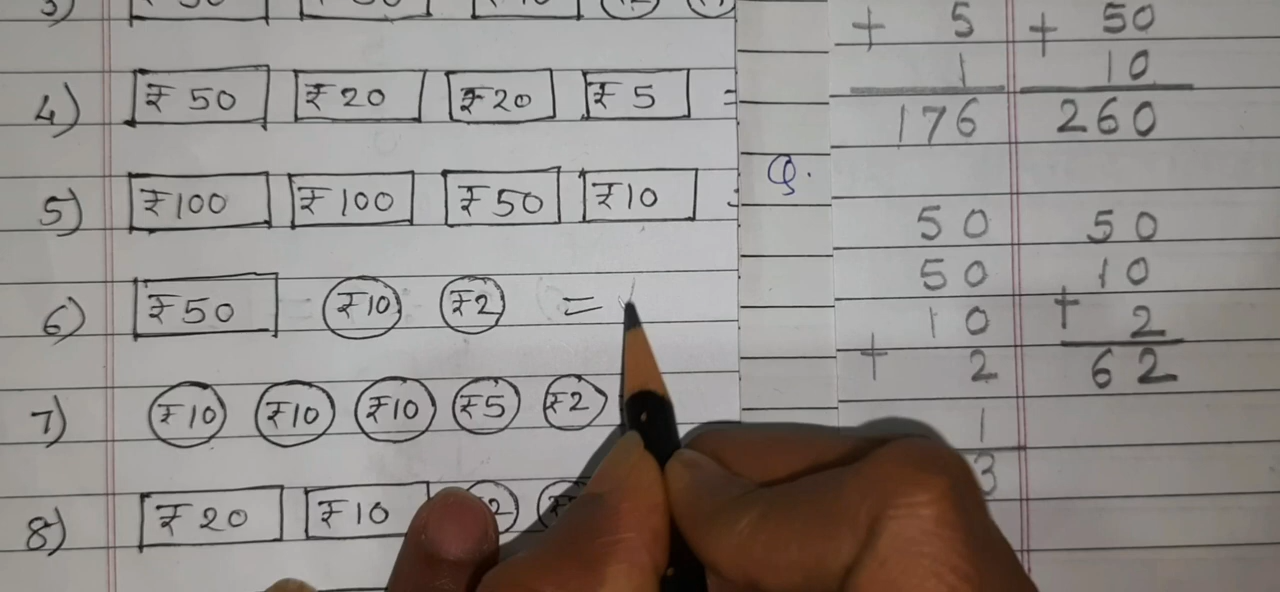 4) ₹50 ₹20 ₹20 ₹5 =
5) ₹100 ₹100 ₹50 ₹10 =
6) ₹50 ₹10 ₹2 =
7) ₹10 ₹10 ₹10 ₹5 ₹2
8) ₹20 ₹10
+ 5
1
176
+ 50
10
260
Q.
50
50
10
+ 2
1
3
50
10
+ 2
62